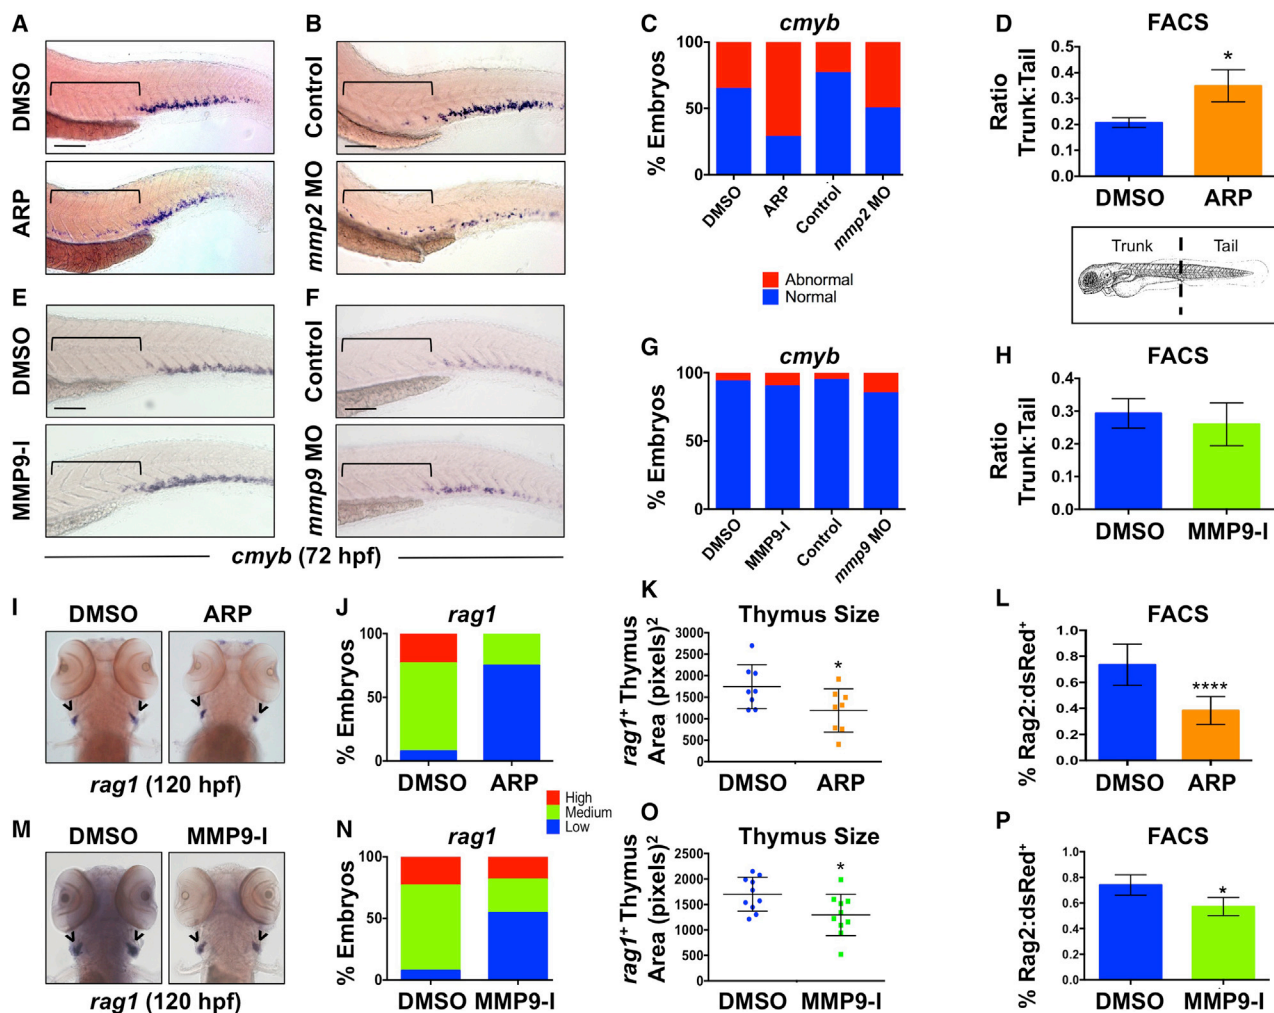 A
DMSO
ARP
B
Control
mmp2 MO
C
cmyb
% Embryos
100
50
0
DMSO
ARP
Control
mmp2 MO
Abnormal
Normal
D
FACS
Ratio
Trunk:Tail
0.5
0.4
0.3
0.2
0.1
0.0
*
DMSO
ARP
Trunk
Tail
E
DMSO
MMP9-I
F
Control
mmp9 MO
cmyb (72 hpf)
G
cmyb
% Embryos
100
50
0
DMSO
MMP9-I
Control
mmp9 MO
H
FACS
Ratio
Trunk:Tail
0.4
0.3
0.2
0.1
0.0
DMSO
MMP9-I
I
DMSO
ARP
rag1 (120 hpf)
J
rag1
% Embryos
100
50
0
DMSO
ARP
High
Medium
Low
K
Thymus Size
rag1+ Thymus
Area (pixels)2
3000
2500
2000
1500
1000
500
0
*
DMSO
ARP
L
FACS
% Rag2:dsRed+
1.0
0.8
0.6
0.4
0.2
0.0
****
DMSO
ARP
M
DMSO
MMP9-I
rag1 (120 hpf)
N
rag1
% Embryos
100
50
0
DMSO
MMP9-I
O
Thymus Size
rag1+ Thymus
Area (pixels)2
2500
2000
1500
1000
500
0
*
DMSO
MMP9-I
P
FACS
% Rag2:dsRed+
1.0
0.8
0.6
0.4
0.2
0.0
*
DMSO
MMP9-I